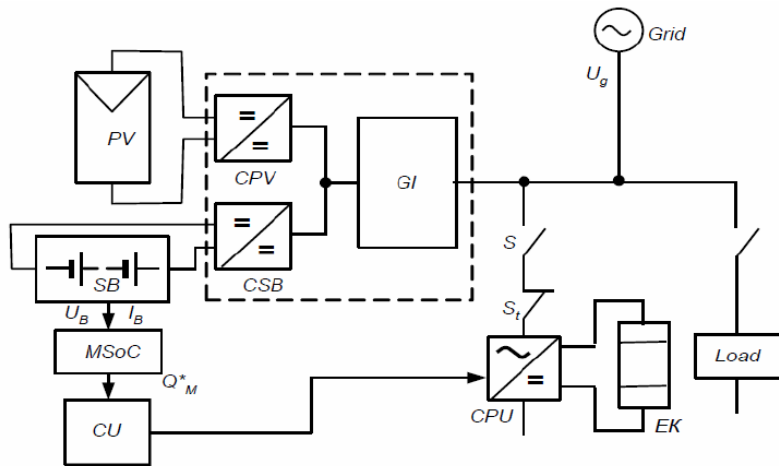 Grid
U_g
PV
CPV
GI
CSB
S
SB
U_B I_B
S_t
MSoC
Load
Q*_M
CU
CPU
EK